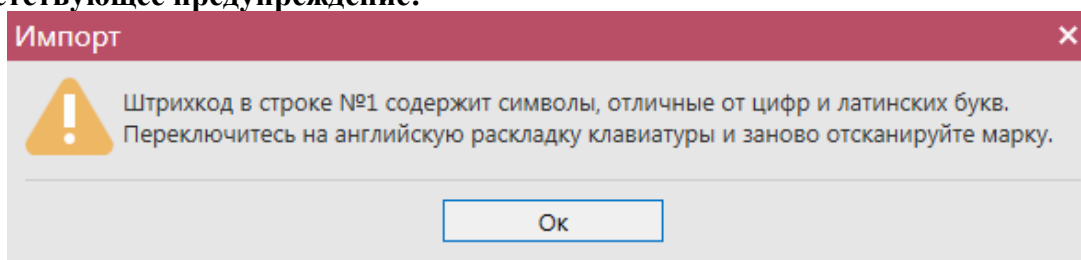 предупреждение:
Импорт
Штрихкод в строке №1 содержит символы, отличные от цифр и латинских букв.
Переключитесь на английскую раскладку клавиатуры и заново отсканируйте марку.
Ок